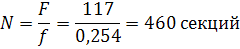 N = F/f = 117/0,254 = 460 секций